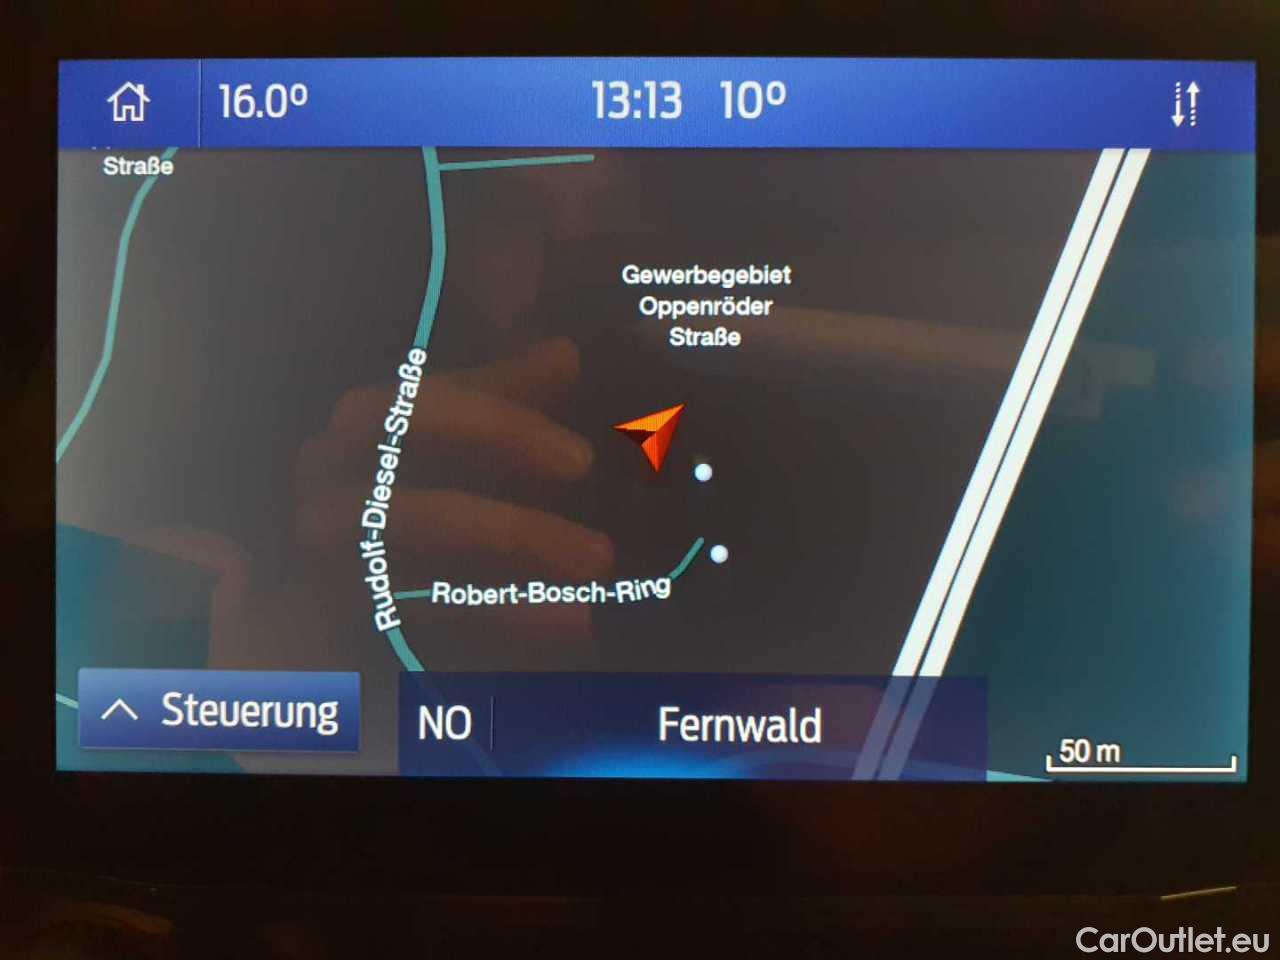 16.0° 13:13 10°
Straße
Gewerbegebiet
Oppenröder
Straße
Rudolf-Diesel-Straße
Robert-Bosch-Ring
Steuerung
NO
Fernwald
50 m
CarOutlet.eu